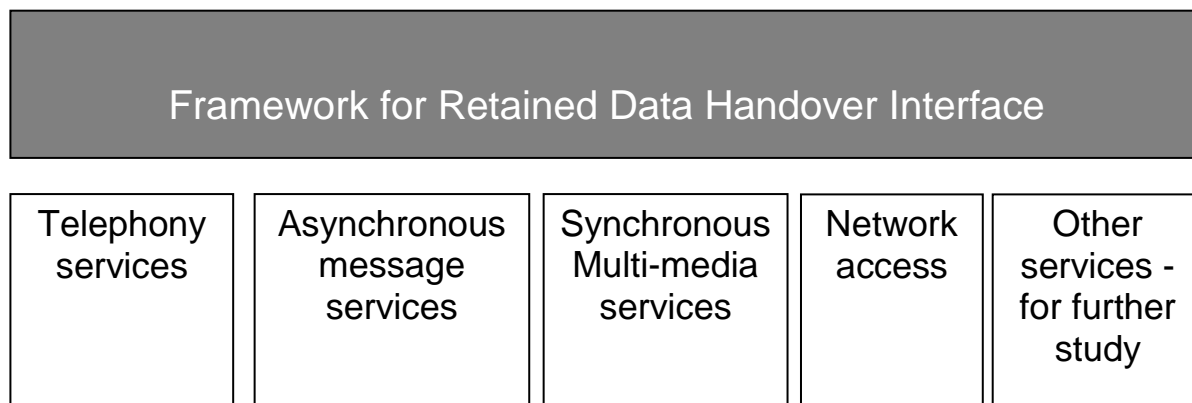 Framework for Retained Data Handover Interface
Telephony
services
Asynchronous
message
services
Synchronous
Multi-media
services
Network
access
Other
services -
for further
study